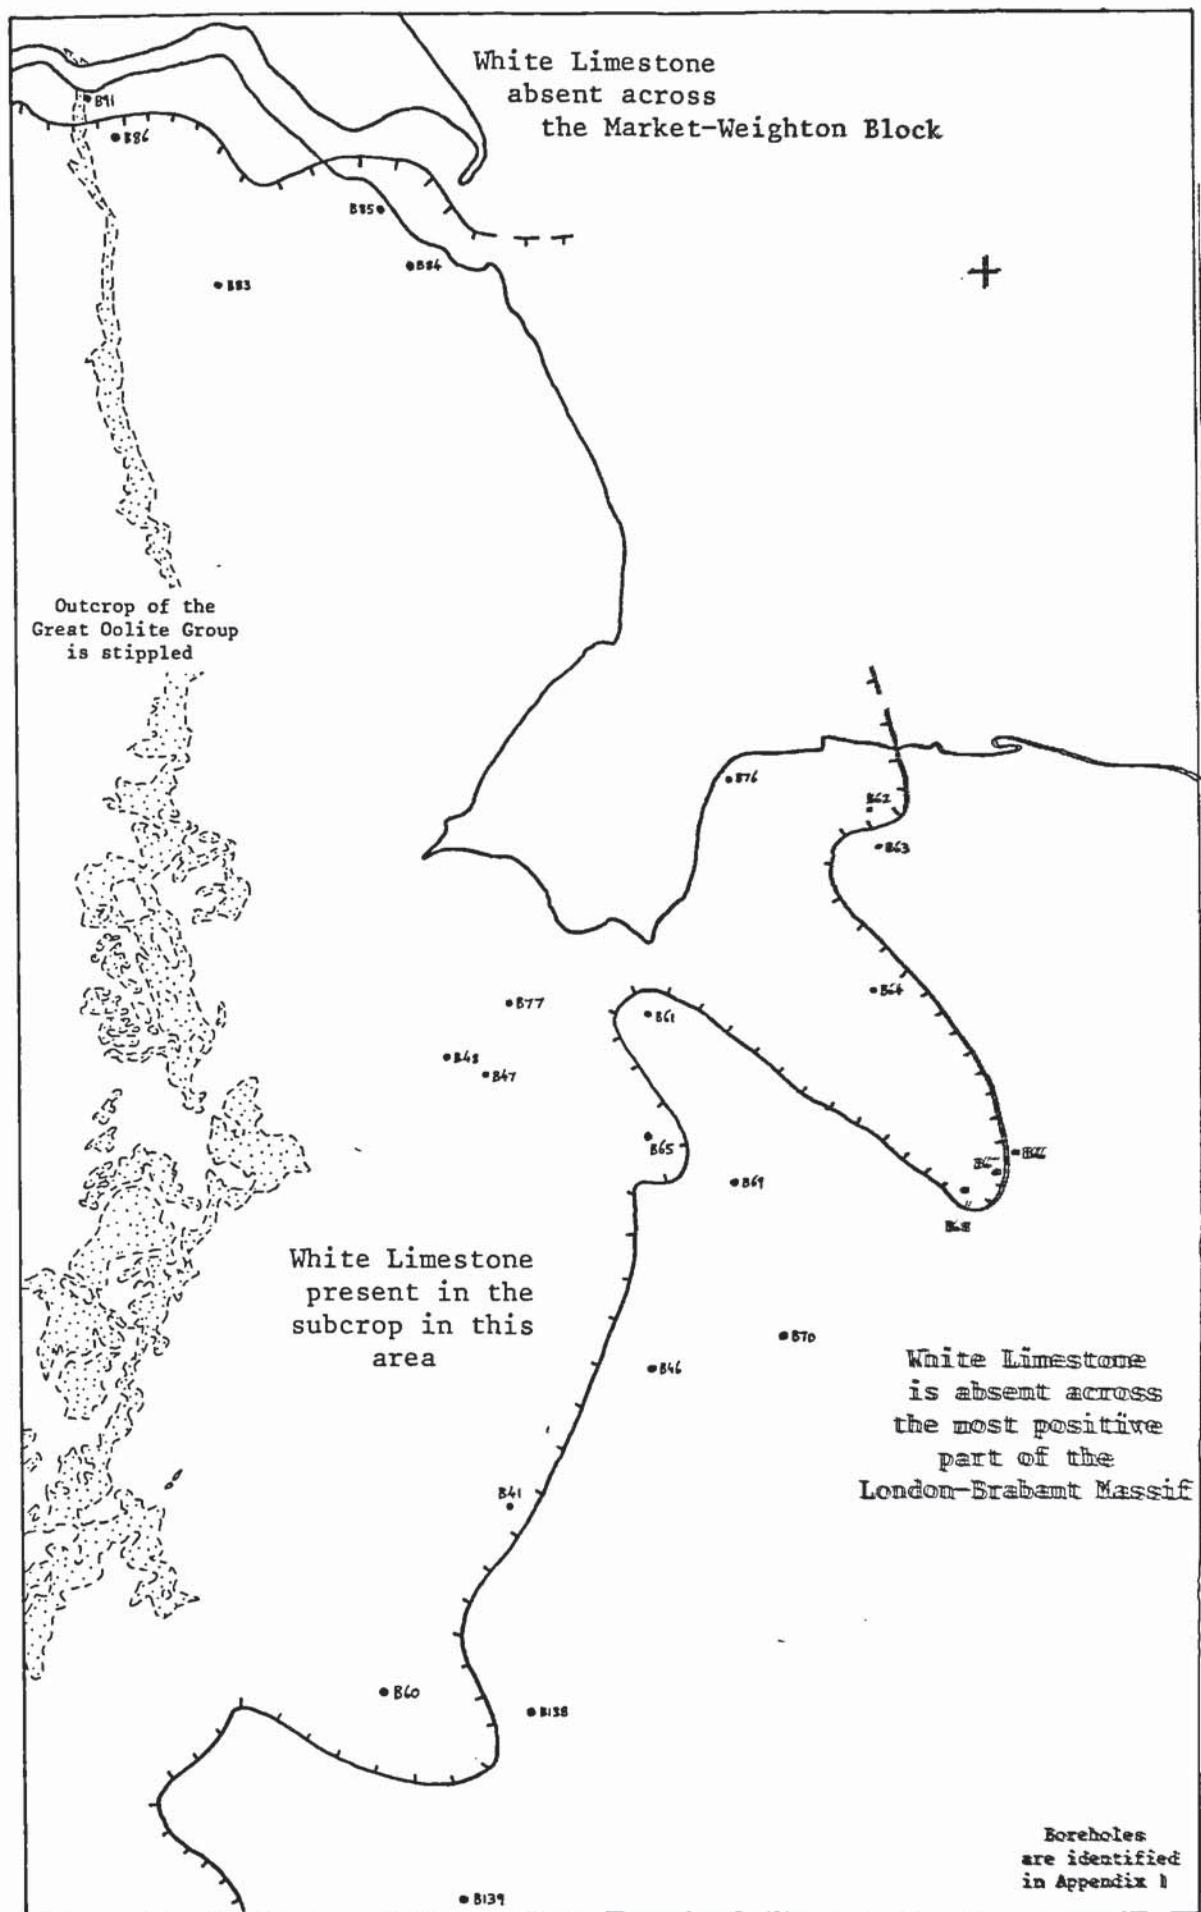 White Limestone
absent across
the Market-Weighton Block
B91
B86
B85
B84
B83
Outcrop of the
Great Oolite Group
is stippled
B76
B62
B63
B64
B77
B61
B48
B47
B65
B69
B66
B68
White Limestone
present in the
subcrop in this
area
B70
B46
White Limestone
is absent across
the most positive
part of the
London-Brabant Massif
B41
B60
B138
Boreholes
are identified
in Appendix 1
B139